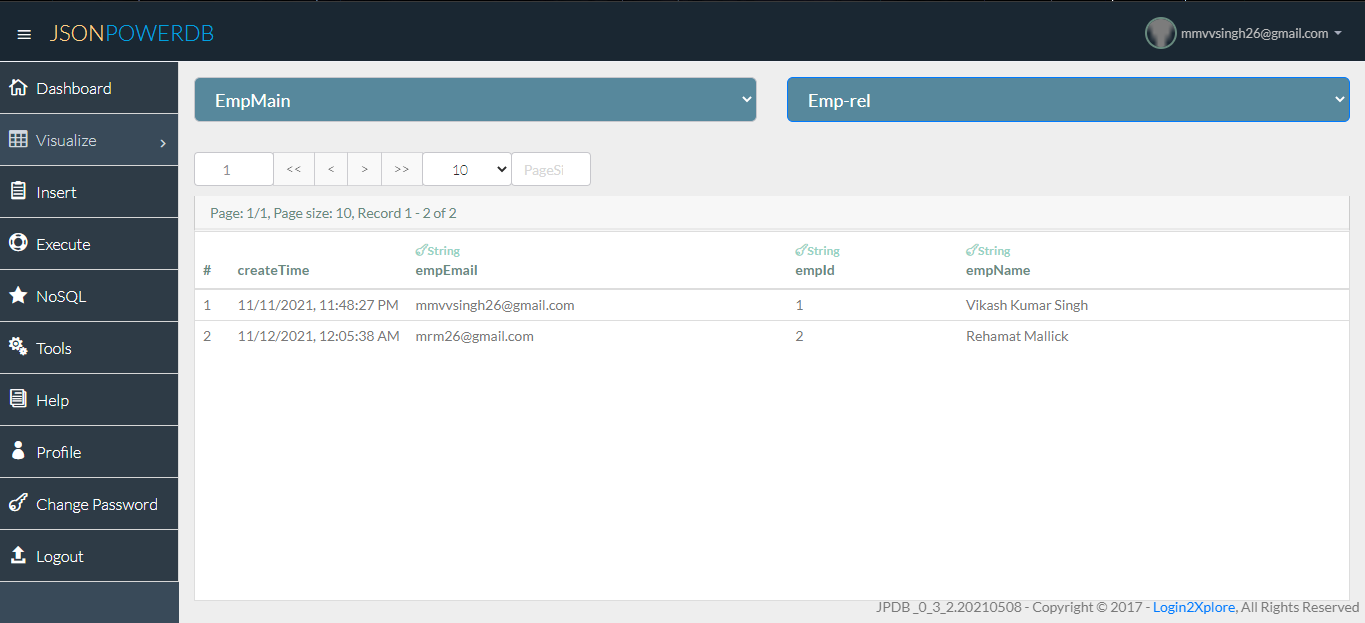 JSONPOWERDB
mmvvsingh26@gmail.com
Dashboard
Visualize
Insert
Execute
NoSQL
Tools
Help
Profile
Change Password
Logout
EmpMain
Emp-rel
1 << < > >> 10 PageSi
Page: 1/1, Page size: 10, Record 1 - 2 of 2
String String String
# createTime empEmail empId empName
1 11/11/2021, 11:48:27 PM mmvvsingh26@gmail.com 1 Vikash Kumar Singh
2 11/12/2021, 12:05:38 AM mrm26@gmail.com 2 Rehamat Mallick
JPDB _0_3_2.20210508 - Copyright © 2017 - Login2Xplore, All Rights Reserved